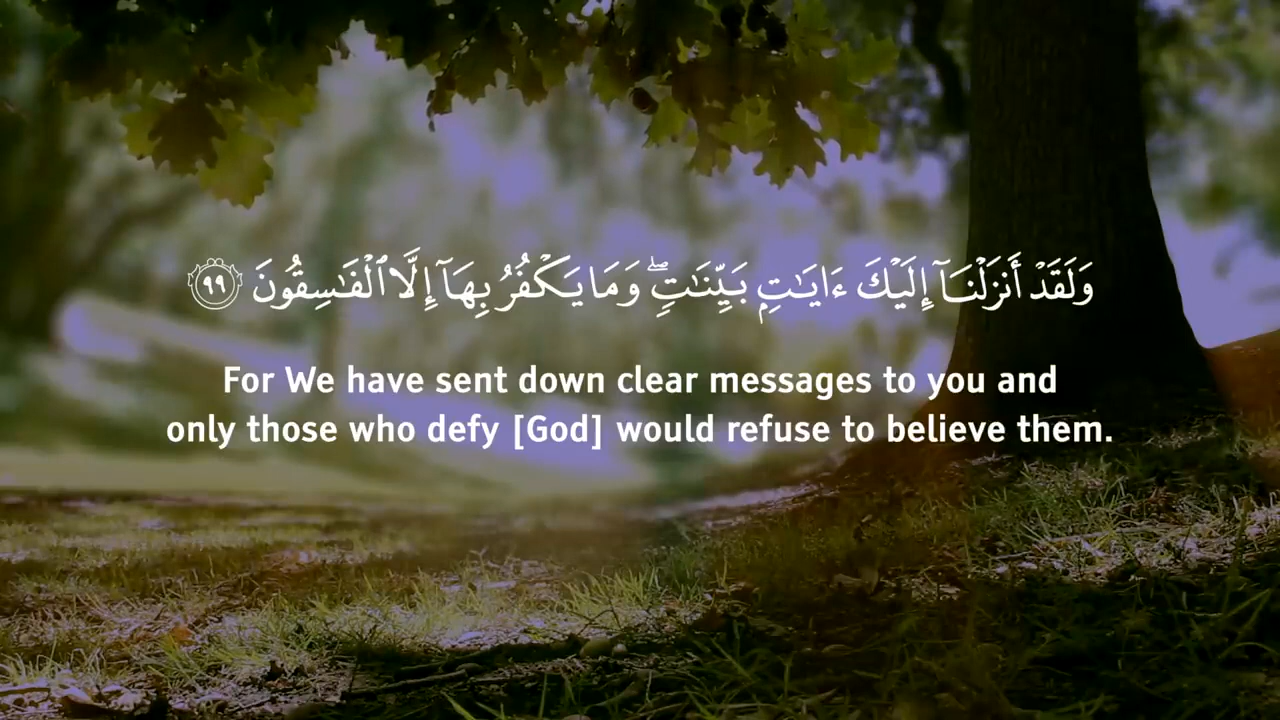 وَلَقَدْ أَنزَلْنَآ إِلَيْكَ ءَايَٰتٍۭ بَيِّنَٰتٍۖ وَمَا يَكْفُرُ بِهَآ إِلَّا ٱلْفَٰسِقُونَ ٩٩
For We have sent down clear messages to you and
only those who defy [God] would refuse to believe them.